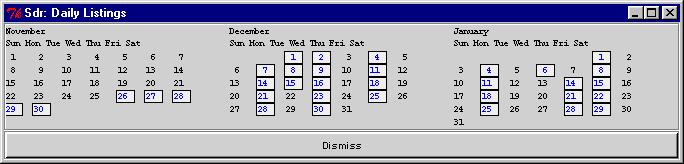 Sdr: Daily Listings
November
Sun Mon Tue Wed Thu Fri Sat
1 2 3 4 5 6 7
8 9 10 11 12 13 14
15 16 17 18 19 20 21
22 23 24 25 26 27 28
29 30
December
Sun Mon Tue Wed Thu Fri Sat
1 2 3 4 5
6 7 8 9 10 11 12
13 14 15 16 17 18 19
20 21 22 23 24 25 26
27 28 29 30 31
January
Sun Mon Tue Wed Thu Fri Sat
1 2
3 4 5 6 7 8 9
10 11 12 13 14 15 16
17 18 19 20 21 22 23
24 25 26 27 28 29 30
31
Dismiss